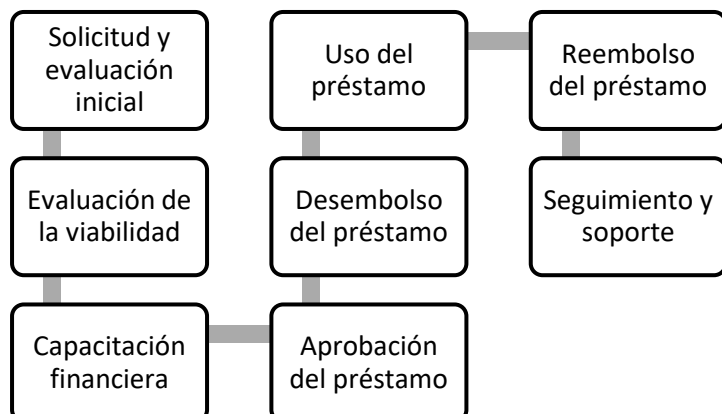 Solicitud y
evaluación
inicial
Evaluación de
la viabilidad
Capacitación
financiera
Aprobación
del préstamo
Desembolso
del préstamo
Uso del
préstamo
Reembolso
del préstamo
Seguimiento y
soporte